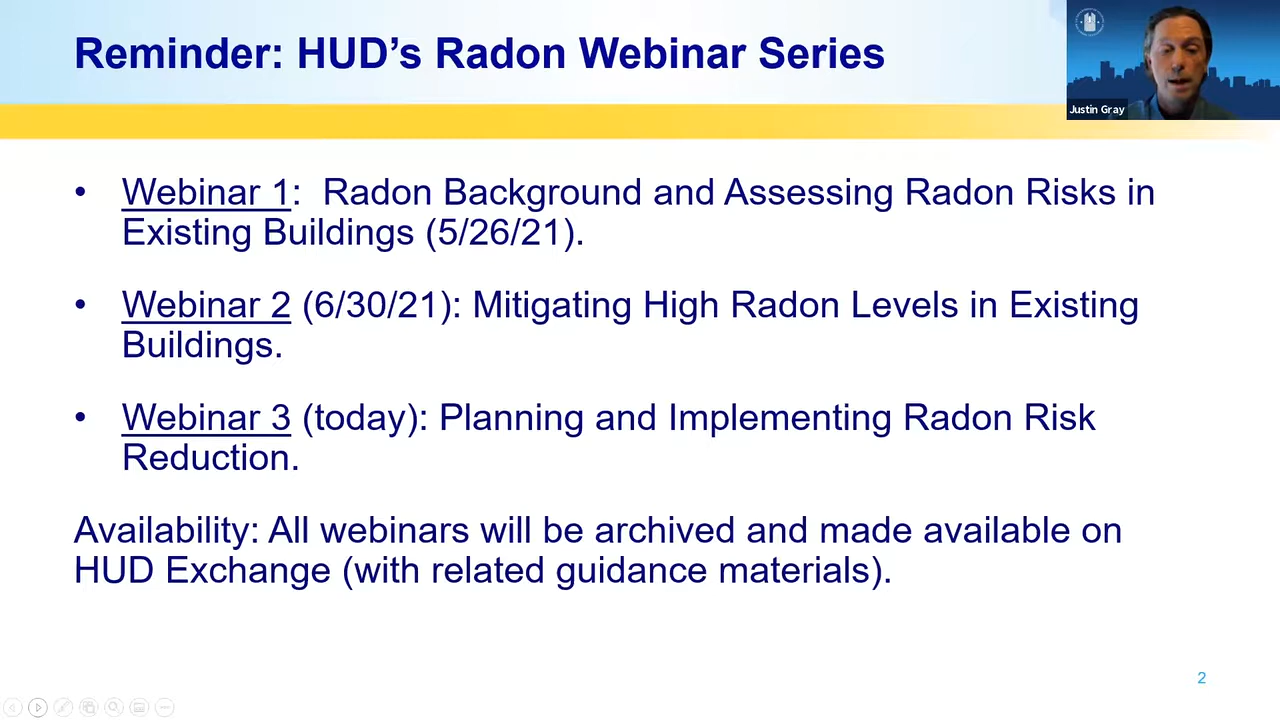 Reminder: HUD’s Radon Webinar Series
Justin Gray
• Webinar 1:  Radon Background and Assessing Radon Risks in
Existing Buildings (5/26/21).
• Webinar 2 (6/30/21): Mitigating High Radon Levels in Existing
Buildings.
• Webinar 3 (today): Planning and Implementing Radon Risk
Reduction.
Availability: All webinars will be archived and made available on
HUD Exchange (with related guidance materials).
2